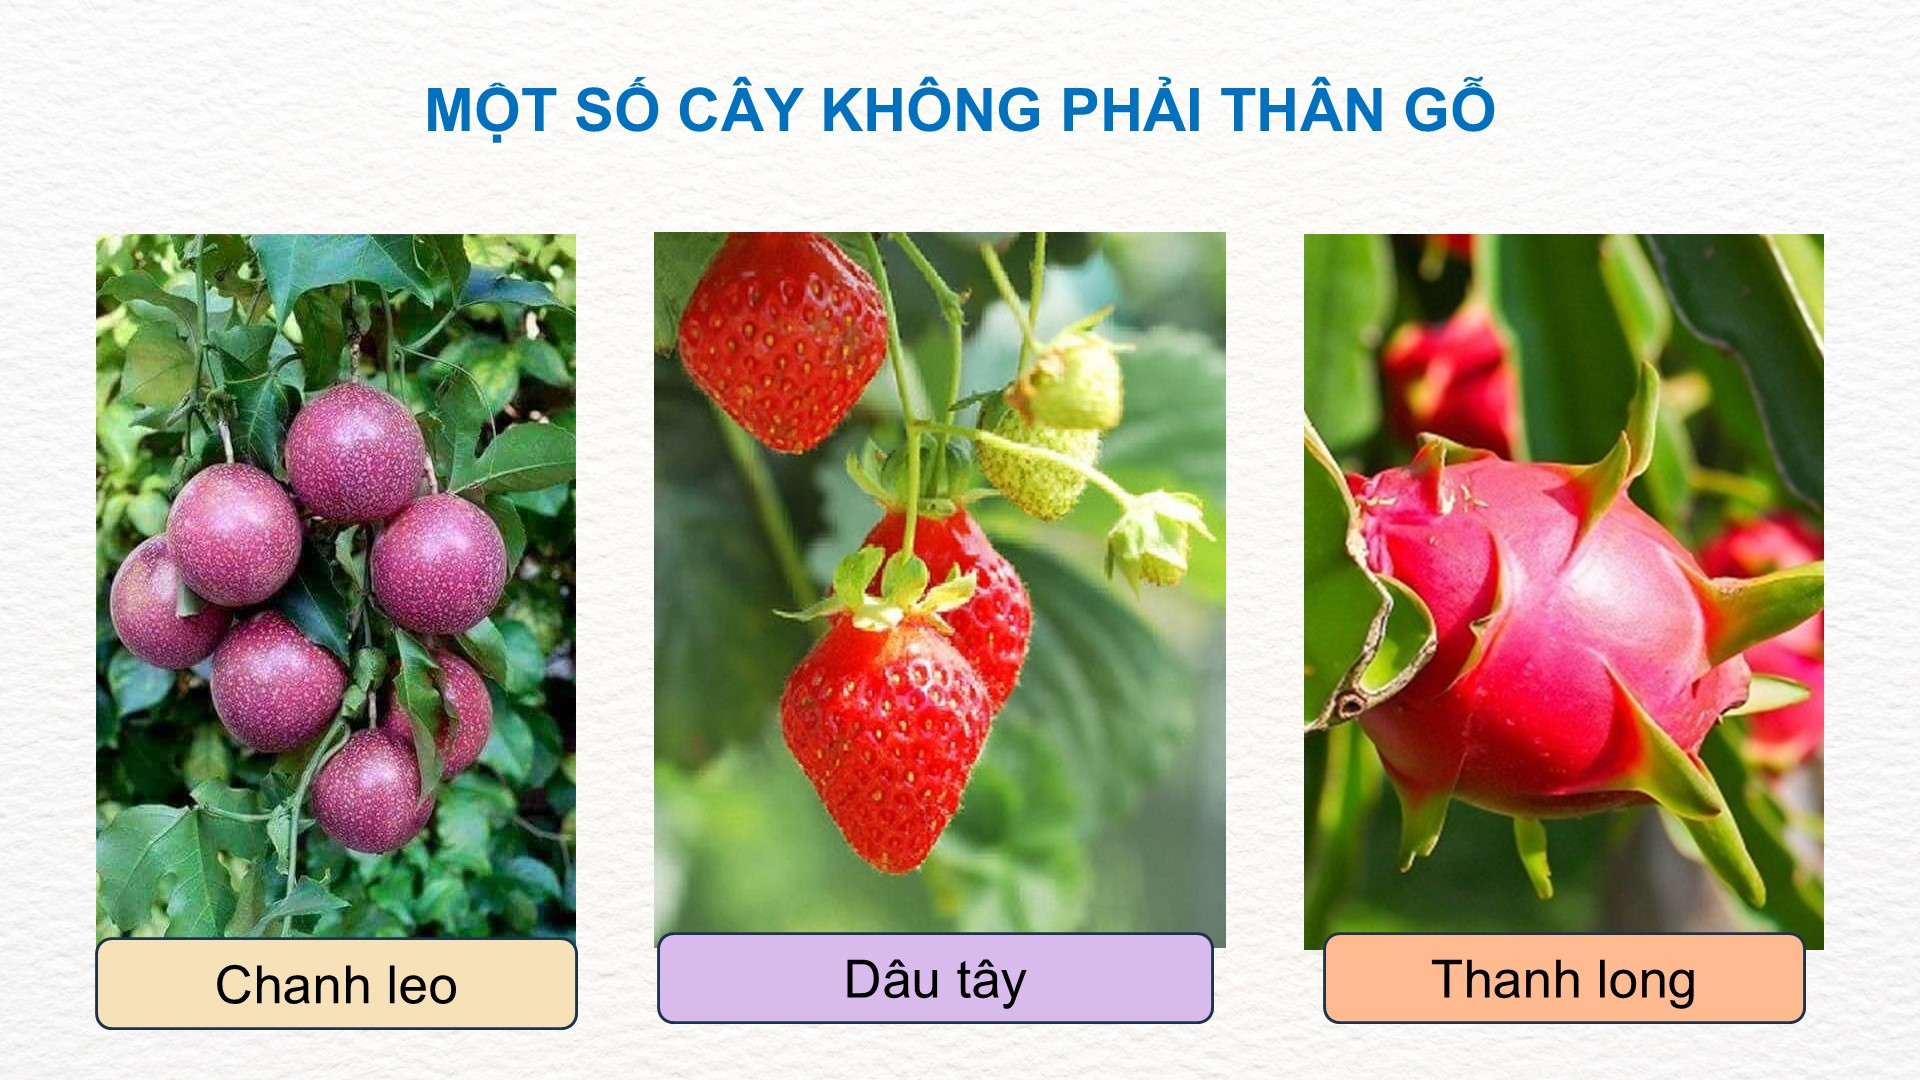 MỘT SỐ CÂY KHÔNG PHẢI THÂN GỖ
Chanh leo
Dâu tây
Thanh long